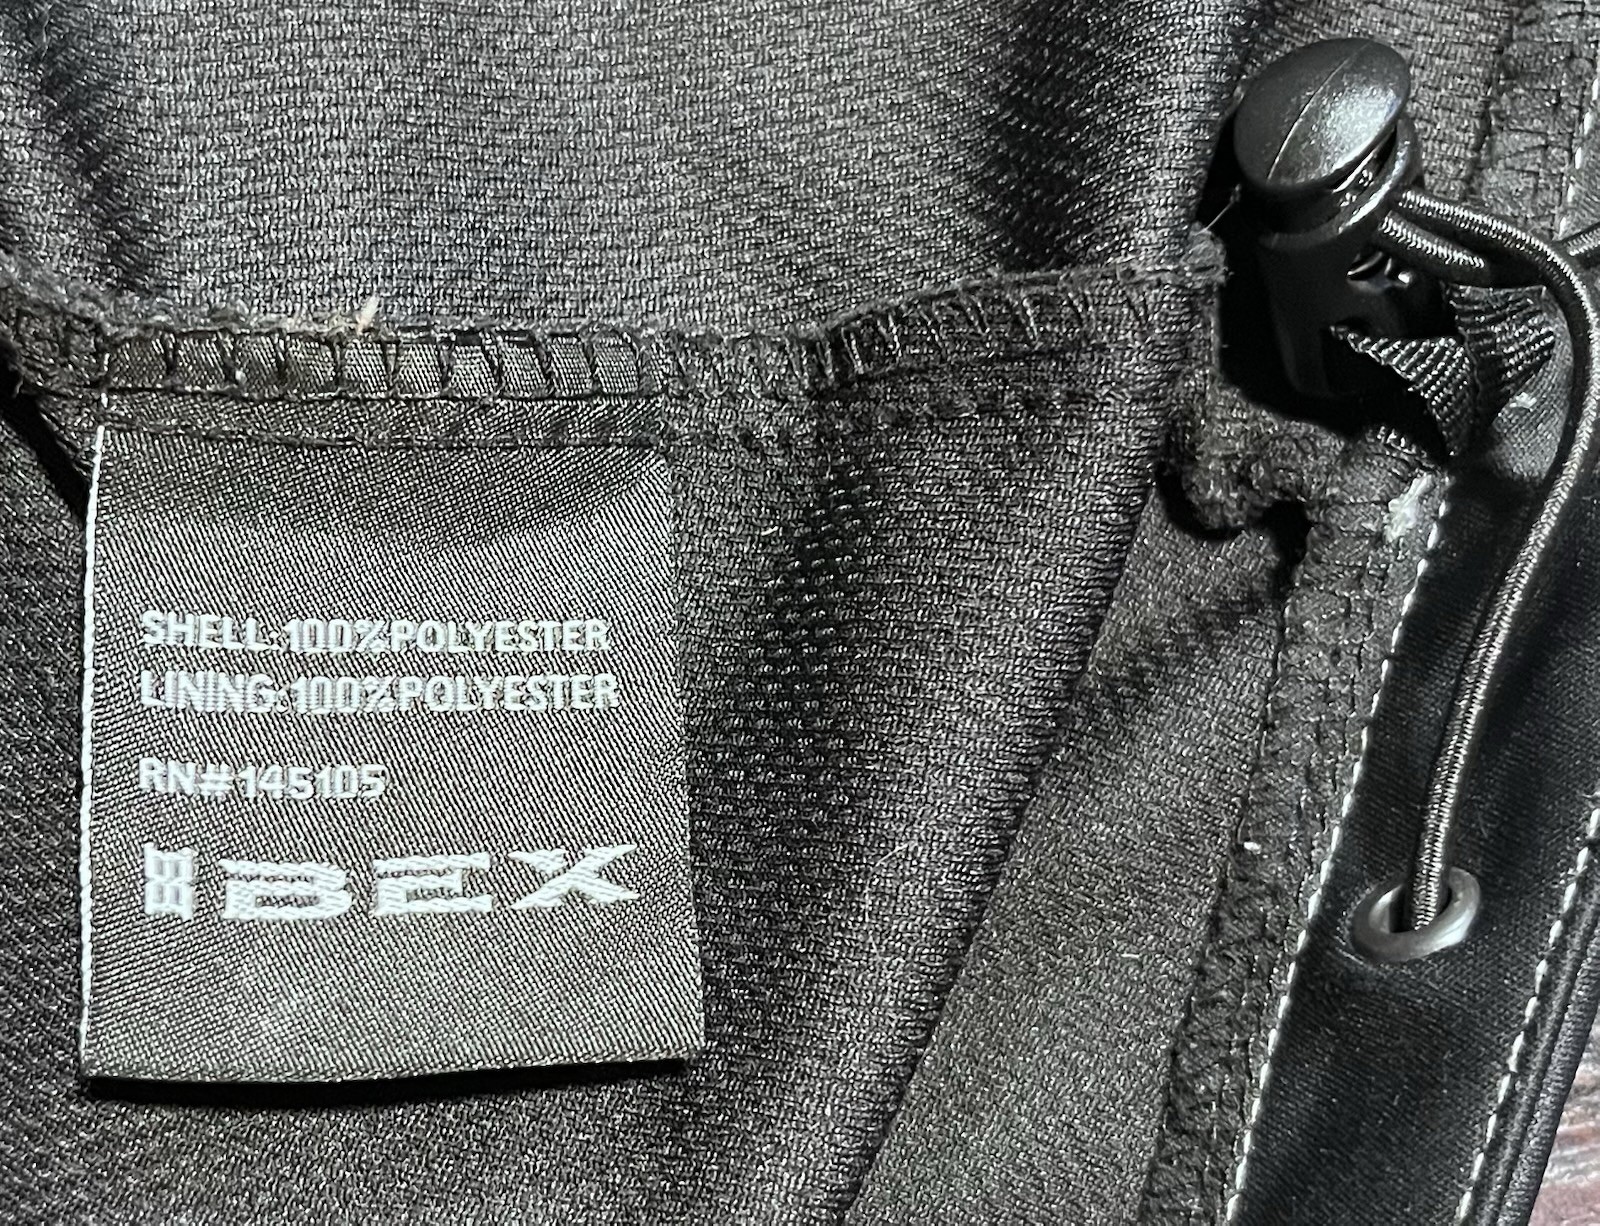 SHELL:100%POLYESTER
LINING:100%POLYESTER
RN#145105
BEX